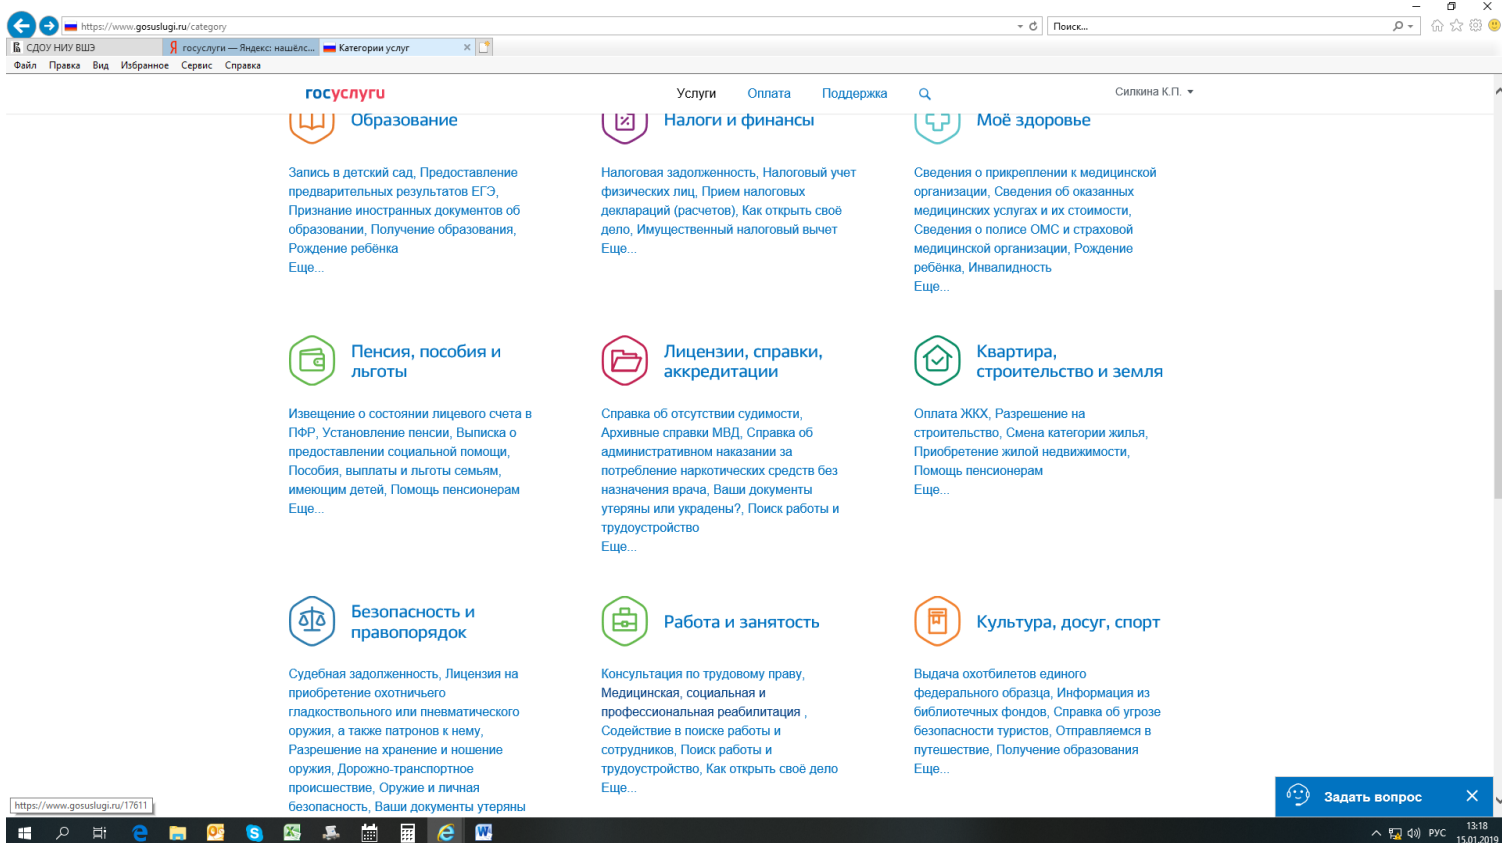 https://www.gosuslugi.ru/category
Поиск...
СДОУ НИУ ВШЭ
госуслуги — Яндекс: нашёлс...
Категории услуг
Файл Правка Вид Избранное Сервис Справка
госуслуги
Услуги Оплата Поддержка
Силкина К.П.
Образование
Запись в детский сад, Предоставление
предварительных результатов ЕГЭ,
Признание иностранных документов об
образовании, Получение образования,
Рождение ребёнка
Еще...
Налоги и финансы
Налоговая задолженность, Налоговый учет
физических лиц, Прием налоговых
деклараций (расчетов), Как открыть своё
дело, Имущественный налоговый вычет
Еще...
Моё здоровье
Сведения о прикреплении к медицинской
организации, Сведения об оказанных
медицинских услугах и их стоимости,
Сведения о полисе ОМС и страховой
медицинской организации, Рождение
ребёнка, Инвалидность
Еще...
Пенсия, пособия и
льготы
Извещение о состоянии лицевого счета в
ПФР, Установление пенсии, Выписка о
предоставлении социальной помощи,
Пособия, выплаты и льготы семьям,
имеющим детей, Помощь пенсионерам
Еще...
Лицензии, справки,
аккредитации
Справка об отсутствии судимости,
Архивные справки МВД, Справка об
административном наказании за
потребление наркотических средств без
назначения врача, Ваши документы
утеряны или украдены?, Поиск работы и
трудоустройство
Еще...
Квартира,
строительство и земля
Оплата ЖКХ, Разрешение на
строительство, Смена категории жилья,
Приобретение жилой недвижимости,
Помощь пенсионерам
Еще...
Безопасность и
правопорядок
Судебная задолженность, Лицензия на
приобретение охотничьего
гладкоствольного или пневматического
оружия, а также патронов к нему,
Разрешение на хранение и ношение
оружия, Дорожно-транспортное
происшествие, Оружие и личная
безопасность, Ваши документы утеряны
Работа и занятость
Консультация по трудовому праву,
Медицинская, социальная и
профессиональная реабилитация ,
Содействие в поиске работы и
сотрудников, Поиск работы и
трудоустройство, Как открыть своё дело
Еще...
Культура, досуг, спорт
Выдача охотбилетов единого
федерального образца, Информация из
библиотечных фондов, Справка об угрозе
безопасности туристов, Отправляемся в
путешествие, Получение образования
Еще...
Задать вопрос
https://www.gosuslugi.ru/17611
РУС
13:18
15.01.2019